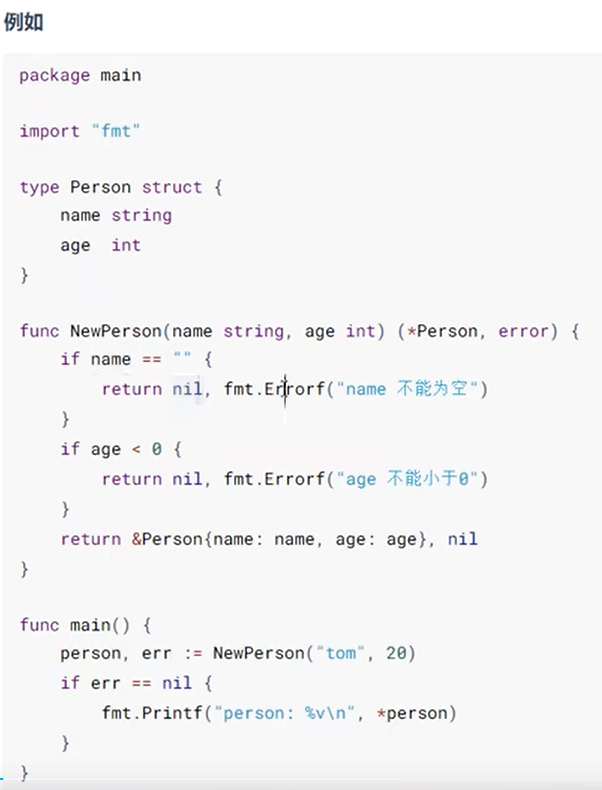 例如
package main
import "fmt"
type Person struct {
    name string
    age  int
}
func NewPerson(name string, age int) (*Person, error) {
    if name == "" {
        return nil, fmt.Errorf("name 不能为空")
    }
    if age < 0 {
        return nil, fmt.Errorf("age 不能小于0")
    }
    return &Person{name: name, age: age}, nil
}
func main() {
    person, err := NewPerson("tom", 20)
    if err == nil {
        fmt.Printf("person: %v\n", *person)
    }
}